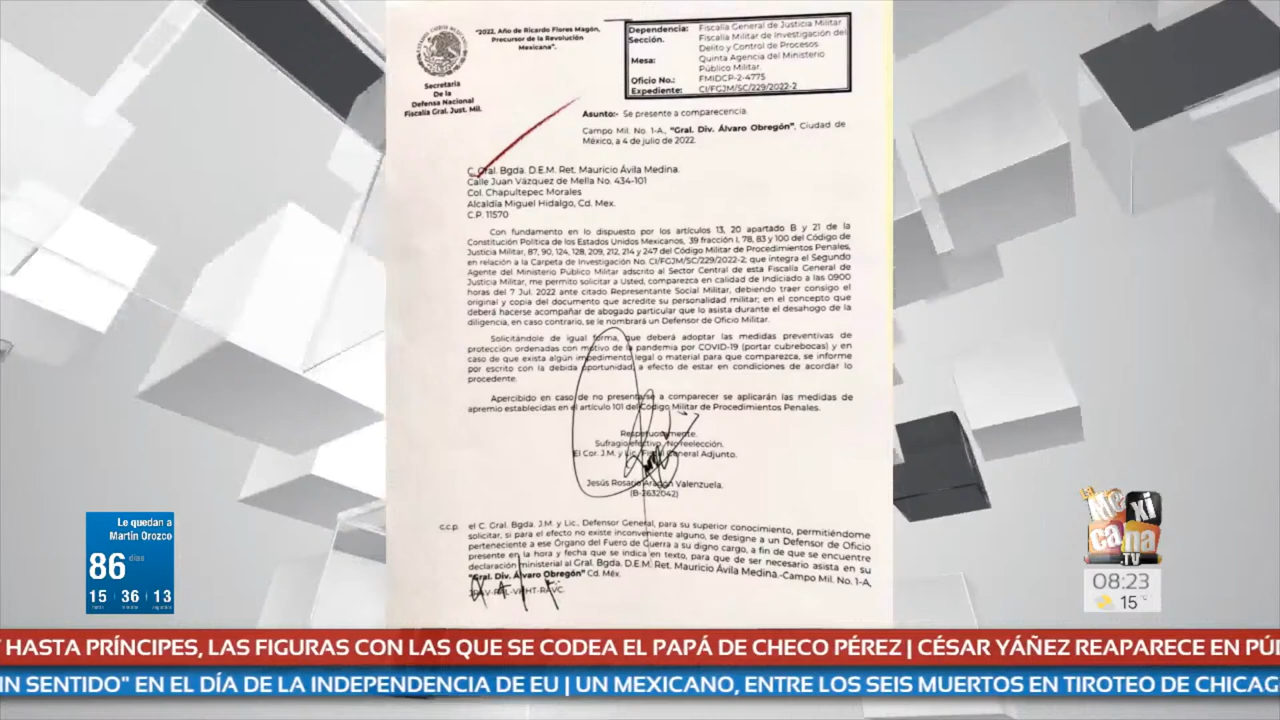 "2022, Año de Ricardo Flores Magón,
Precursor de la Revolución
Mexicana".
Secretaría
De la
Defensa Nacional
Fiscalía Gral. Just. Mil.
Dependencia: Fiscalía General de Justicia Militar
Sección. Fiscalía Militar de Investigación del
Delito y Control de Procesos
Mesa: Quinta Agencia del Ministerio
Público Militar.
Oficio No.: FMIDCP-2-4775
Expediente: CI/FGJM/SC/229/2022-2
Asunto:- Se presente a comparecencia.
Campo Mil. No. 1-A, "Gral. Div. Álvaro Obregón", Ciudad de
México, a 4 de julio de 2022.
C. Gral. Bgda. D.E.M. Ret. Mauricio Ávila Medina.
Calle Juan Vázquez de Mella No. 434-101
Col. Chapultepec Morales
Alcaldía Miguel Hidalgo, Cd. Mex.
C.P. 11570
Con fundamento en lo dispuesto por los artículos 13, 20 apartado B y 21 de la
Constitución Política de los Estados Unidos Mexicanos, 39 fracción I, 78, 83 y 100 del Código de
Justicia Militar, 87, 90, 124, 128, 209, 212, 214 y 247 del Código Militar de Procedimientos Penales,
en relación a la Carpeta de Investigación No. CI/FGJM/SC/229/2022-2; que integra el Segundo
Agente del Ministerio Público Militar adscrito al Sector Central de esta Fiscalía General de
Justicia Militar, me permito solicitar a Usted, comparezca en calidad de Indiciado a las 0900
horas del 7 Jul. 2022 ante citado Representante Social Militar, debiendo traer consigo el
original y copia del documento que acredite su personalidad militar; en el concepto que
deberá hacerse acompañar de abogado particular que lo asista durante el desahogo de la
diligencia, en caso contrario, se le nombrará un Defensor de Oficio Militar.
Solicitándole de igual forma, que deberá adoptar las medidas preventivas de
protección ordenadas con motivo de la pandemia por COVID-19 (portar cubrebocas) y en
caso de que exista algún impedimento legal o material para que comparezca, se informe
por escrito con la debida oportunidad, a efecto de estar en condiciones de acordar lo
procedente.
Apercibido en caso de no presentarse a comparecer se aplicarán las medidas de
apremio establecidas en el artículo 101 del Código Militar de Procedimientos Penales.
Respetuosamente.
Sufragio efectivo. No reelección.
El Cor. J.M. y Lic. Fiscal General Adjunto.
Jesús Rosario Aragón Valenzuela.
(B-2632042)
c.c.p. el C. Gral. Bgda. J.M. y Lic., Defensor General, para su superior conocimiento, permitiéndome
solicitar, si para el efecto no existe inconveniente alguno, se designe a un Defensor de Oficio
perteneciente a ese Órgano del Fuero de Guerra a su digno cargo, a fin de que se encuentre
presente en la hora y fecha que se indica en texto, para que de ser necesario asista en su
declaración ministerial al Gral. Bgda. D.E.M. Ret. Mauricio Ávila Medina.-Campo Mil. No. 1-A,
"Gral. Div. Álvaro Obregón" Cd. Méx.
Le quedan a
Martín Orozco
86 días
15 36 13
La Mexicana TV
08:23
15°
Y HASTA PRÍNCIPES, LAS FIGURAS CON LAS QUE SE CODEA EL PAPÁ DE CHECO PÉREZ | CÉSAR YÁÑEZ REAPARECE EN
SENTIDO" EN EL DÍA DE LA INDEPENDENCIA DE EU | UN MEXICANO, ENTRE LOS SEIS MUERTOS EN TIROTEO DE